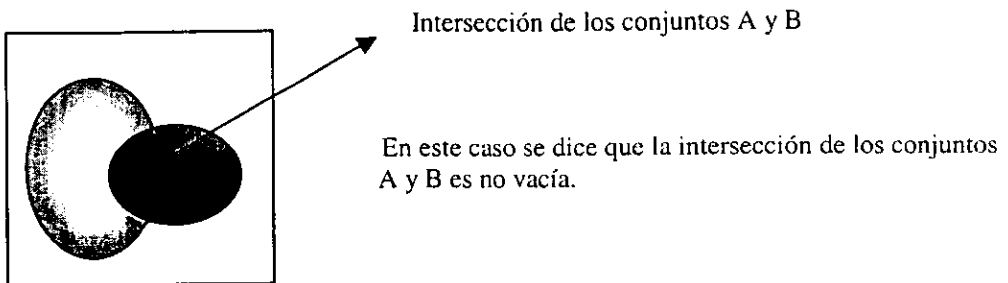 Intersección de los conjuntos A y B
En este caso se dice que la intersección de los conjuntos
A y B es no vacía.